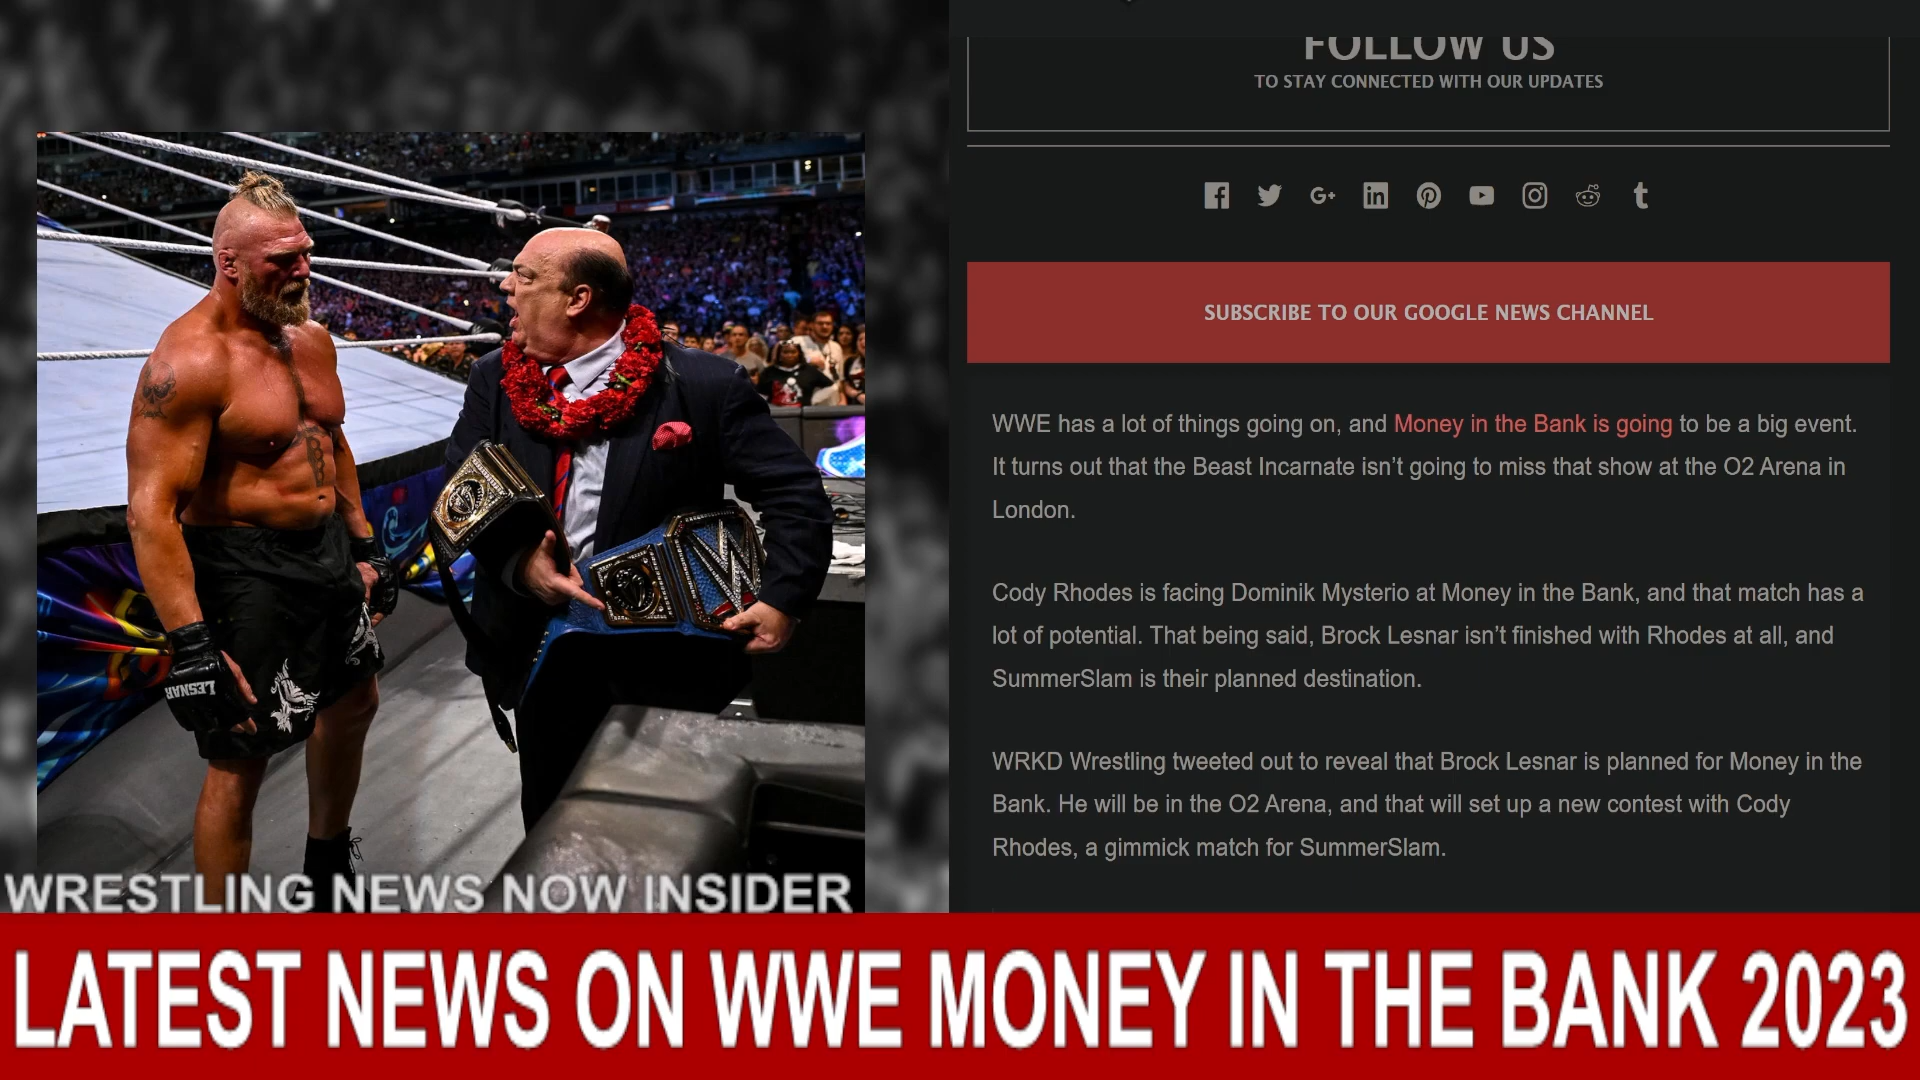 FOLLOW US
TO STAY CONNECTED WITH OUR UPDATES
SUBSCRIBE TO OUR GOOGLE NEWS CHANNEL
WWE has a lot of things going on, and Money in the Bank is going to be a big event.
It turns out that the Beast Incarnate isn’t going to miss that show at the O2 Arena in
London.
Cody Rhodes is facing Dominik Mysterio at Money in the Bank, and that match has a
lot of potential. That being said, Brock Lesnar isn’t finished with Rhodes at all, and
SummerSlam is their planned destination.
WRKD Wrestling tweeted out to reveal that Brock Lesnar is planned for Money in the
Bank. He will be in the O2 Arena, and that will set up a new contest with Cody
Rhodes, a gimmick match for SummerSlam.
LESNAR
WRESTLING NEWS NOW INSIDER
LATEST NEWS ON WWE MONEY IN THE BANK 2023